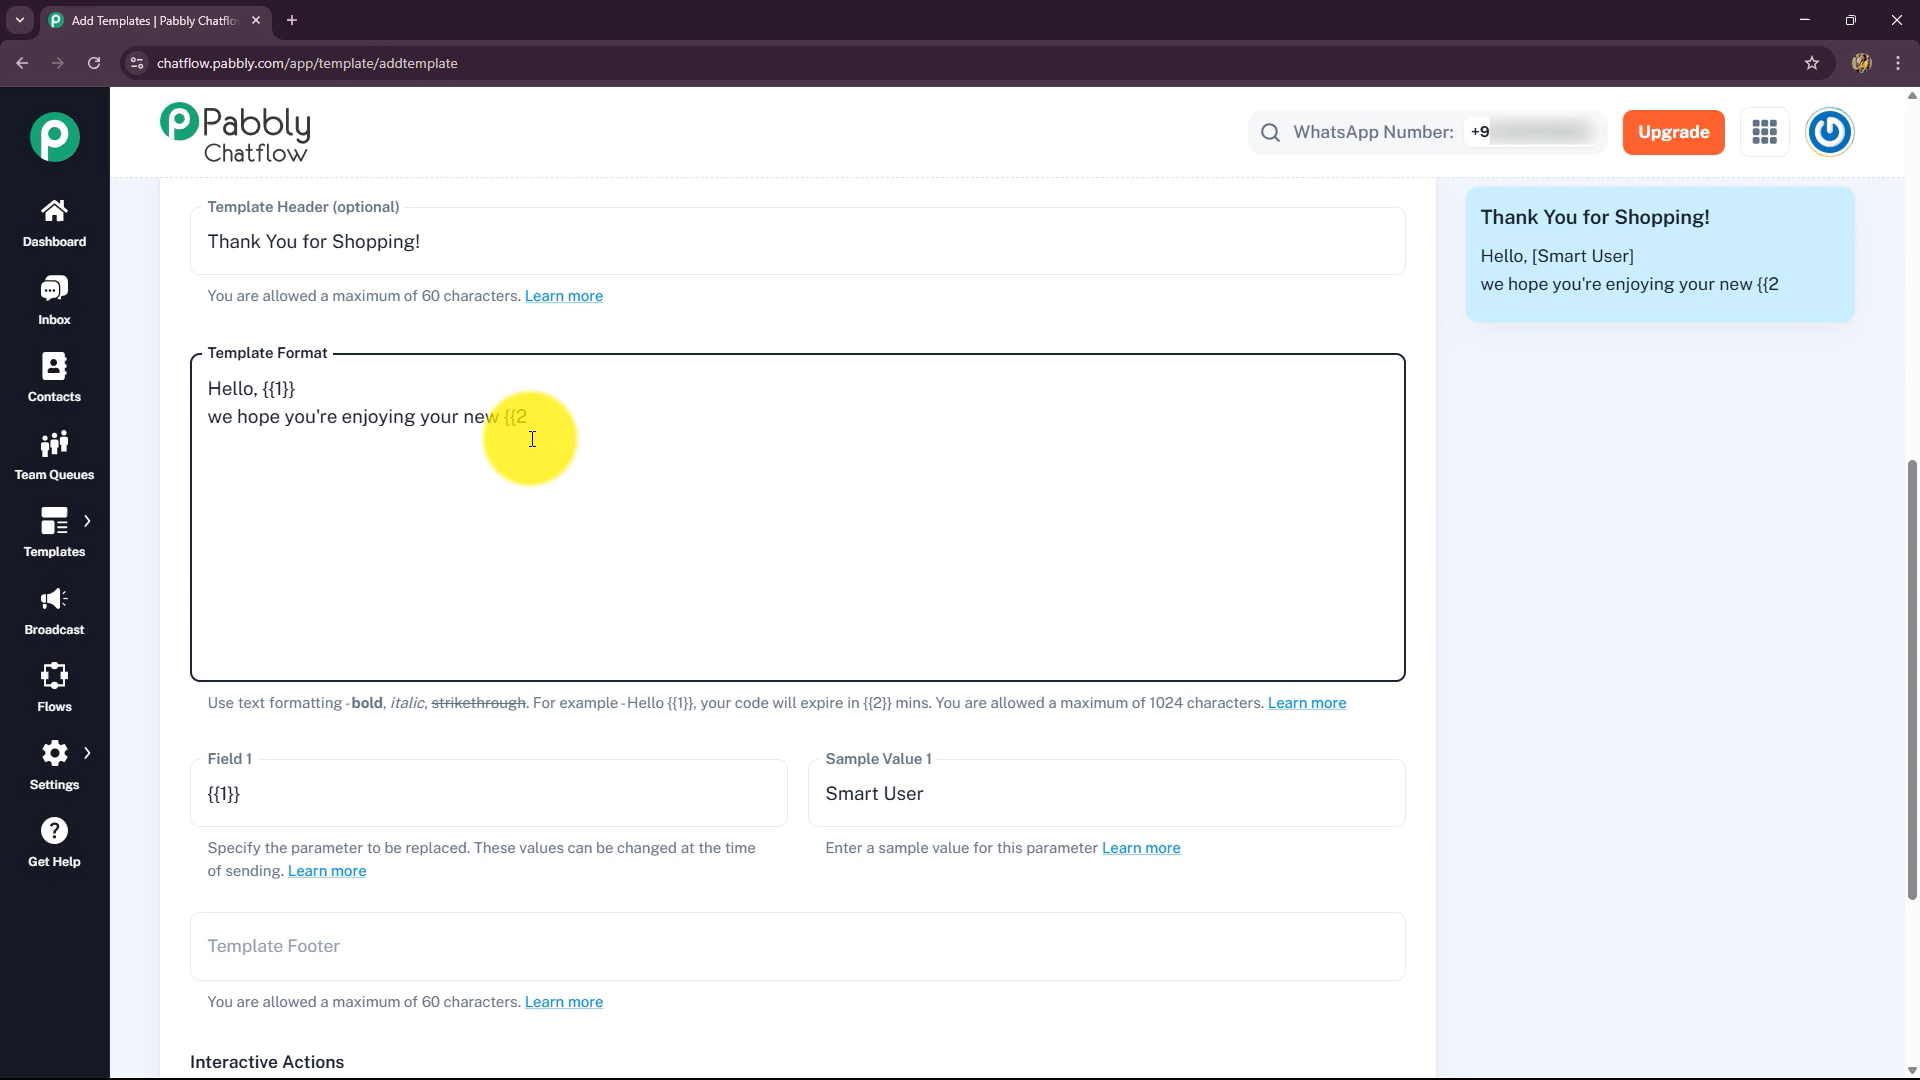 Add Templates | Pabbly Chatflo
chatflow.pabbly.com/app/template/addtemplate
Pabbly
Chatflow
WhatsApp Number: +9
Upgrade
Dashboard
Inbox
Contacts
Team Queues
Templates
Broadcast
Flows
Settings
Get Help
Template Header (optional)
Thank You for Shopping!
You are allowed a maximum of 60 characters. Learn more
Template Format
Hello, {{1}}
we hope you're enjoying your new {{2
Use text formatting - bold, italic, strikethrough. For example - Hello {{1}}, your code will expire in {{2}} mins. You are allowed a maximum of 1024 characters. Learn more
Field 1
{{1}}
Specify the parameter to be replaced. These values can be changed at the time
of sending. Learn more
Sample Value 1
Smart User
Enter a sample value for this parameter Learn more
Template Footer
You are allowed a maximum of 60 characters. Learn more
Interactive Actions
Thank You for Shopping!
Hello, [Smart User]
we hope you're enjoying your new {{2